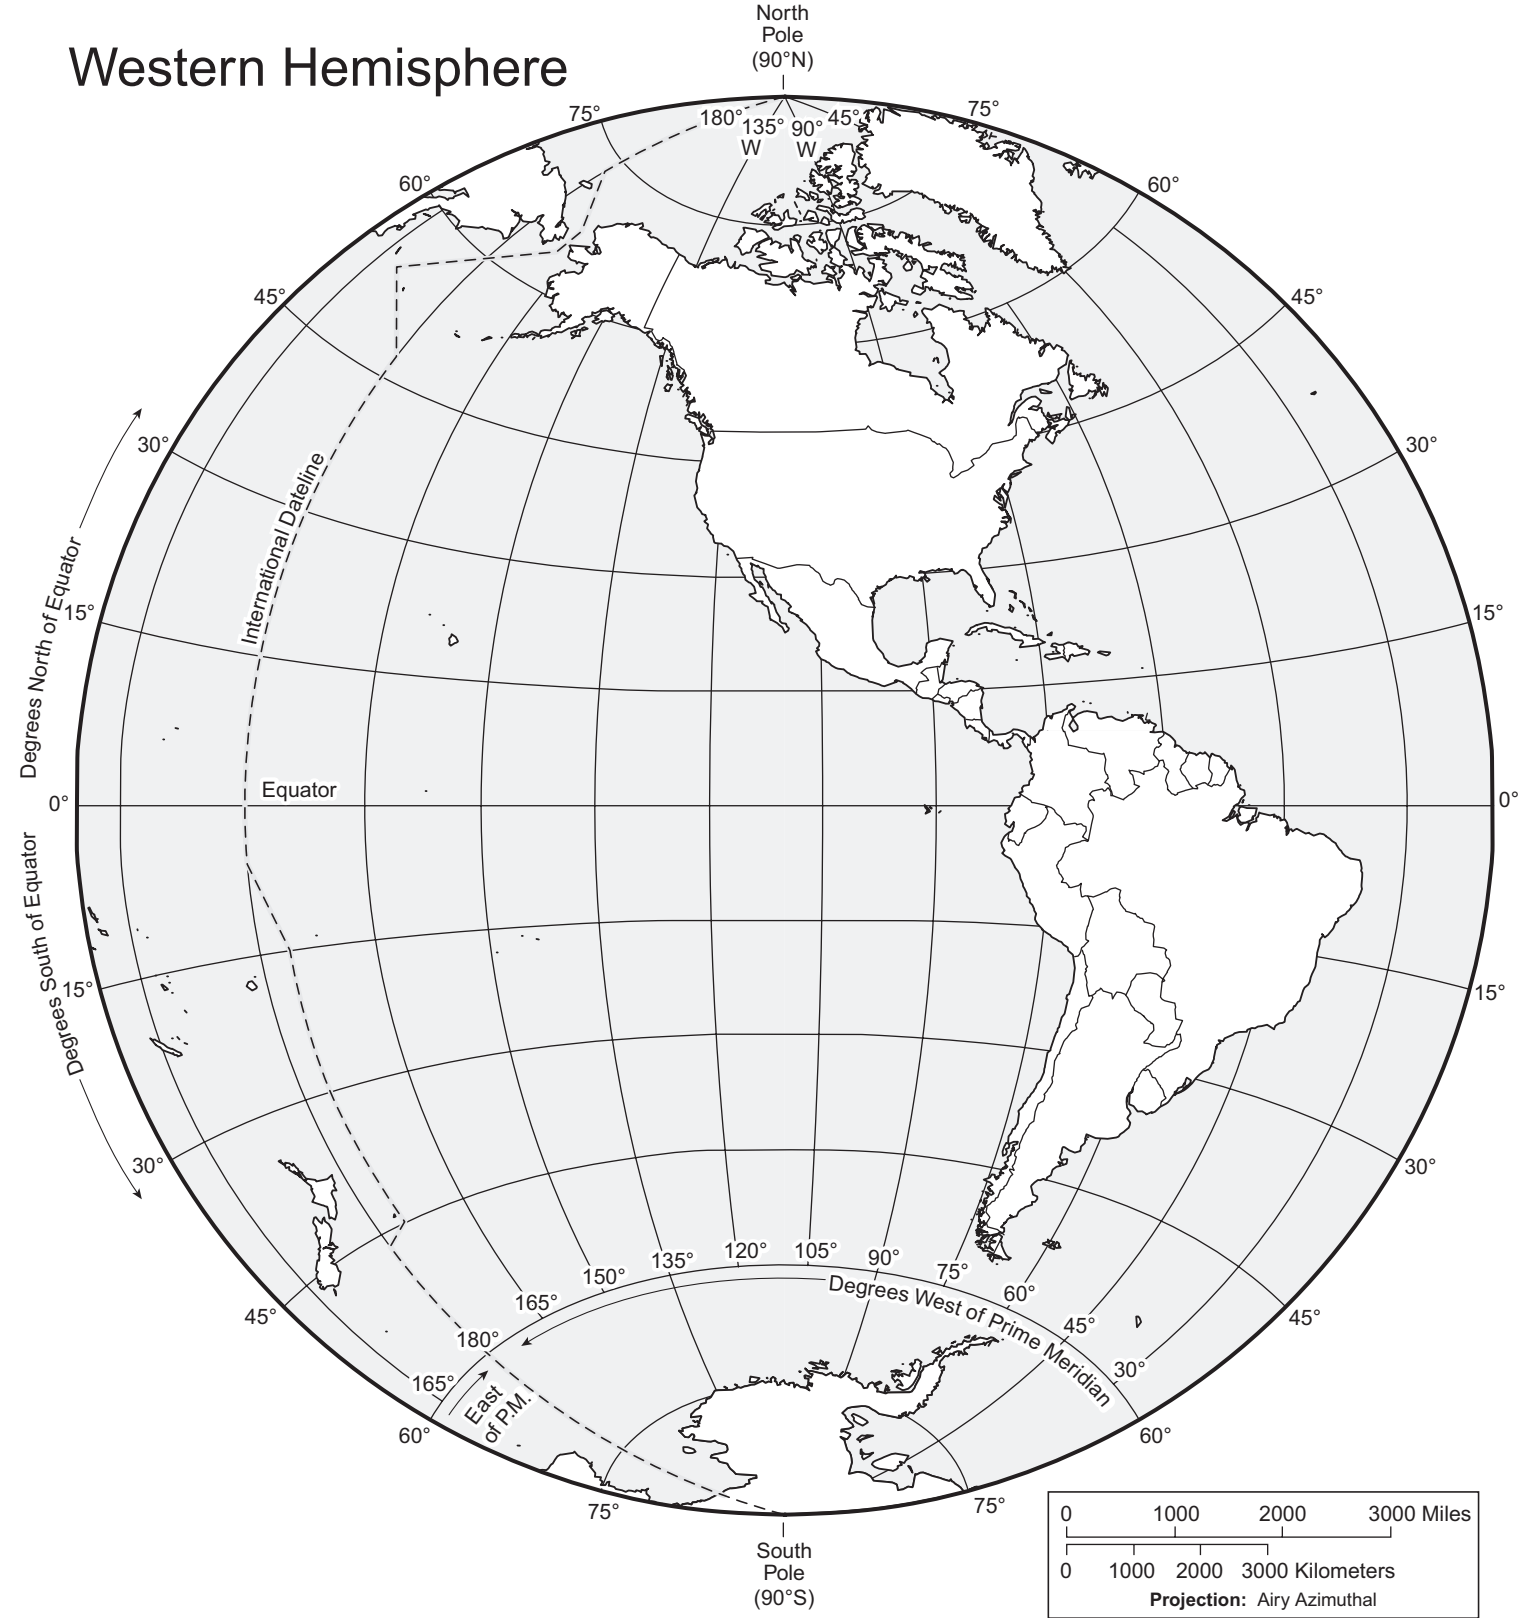 Western Hemisphere
North
Pole
(90°N)
75°
180°
135°
W
90°
W
45°
75°
60°
60°
45°
45°
30°
30°
International Dateline
Degrees North of Equator
15°
15°
Equator
0°
0°
Degrees South of Equator
15°
15°
30°
30°
105°
120°
90°
135°
75°
150°
60°
165°
45°
180°
30°
165°
Degrees West of Prime Meridian
East
of P.M.
45°
45°
60°
60°
75°
75°
South
Pole
(90°S)
0 1000 2000 3000 Miles
0 1000 2000 3000 Kilometers
Projection: Airy Azimuthal